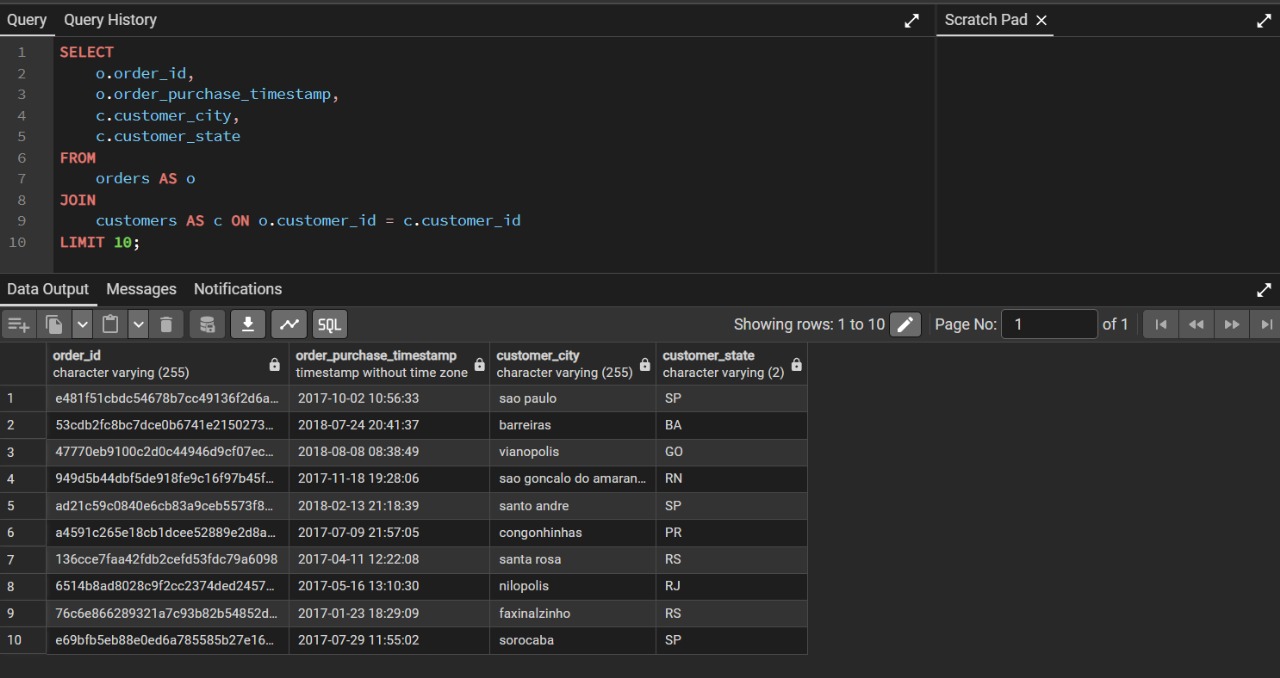 Query Query History
Scratch Pad
1 SELECT
2 o.order_id,
3 o.order_purchase_timestamp,
4 c.customer_city,
5 c.customer_state
6 FROM
7 orders AS o
8 JOIN
9 customers AS c ON o.customer_id = c.customer_id
10 LIMIT 10;
Data Output Messages Notifications
SQL Showing rows: 1 to 10 Page No: 1 of 1
order_id order_purchase_timestamp customer_city customer_state
character varying (255) timestamp without time zone character varying (255) character varying (2)
1 e481f51cbdc54678b7cc49136f2d6a... 2017-10-02 10:56:33 sao paulo SP
2 53cdb2fc8bc7dce0b6741e2150273... 2018-07-24 20:41:37 barreiras BA
3 47770eb9100c2d0c44946d9cf07ec... 2018-08-08 08:38:49 vianopolis GO
4 949d5b44dbf5de918fe9c16f97b45f... 2017-11-18 19:28:06 sao goncalo do amaran... RN
5 ad21c59c0840e6cb83a9ceb5573f8... 2018-02-13 21:18:39 santo andre SP
6 a4591c265e18cb1dcee52889e2d8a... 2017-07-09 21:57:05 congonhinhas PR
7 136cce7faa42fdb2cefd53fdc79a6098 2017-04-11 12:22:08 santa rosa RS
8 6514b8ad8028c9f2cc2374ded2457... 2017-05-16 13:10:30 nilopolis RJ
9 76c6e866289321a7c93b82b54852d... 2017-01-23 18:29:09 faxinalzinho RS
10 e69bfb5eb88e0ed6a785585b27e16... 2017-07-29 11:55:02 sorocaba SP